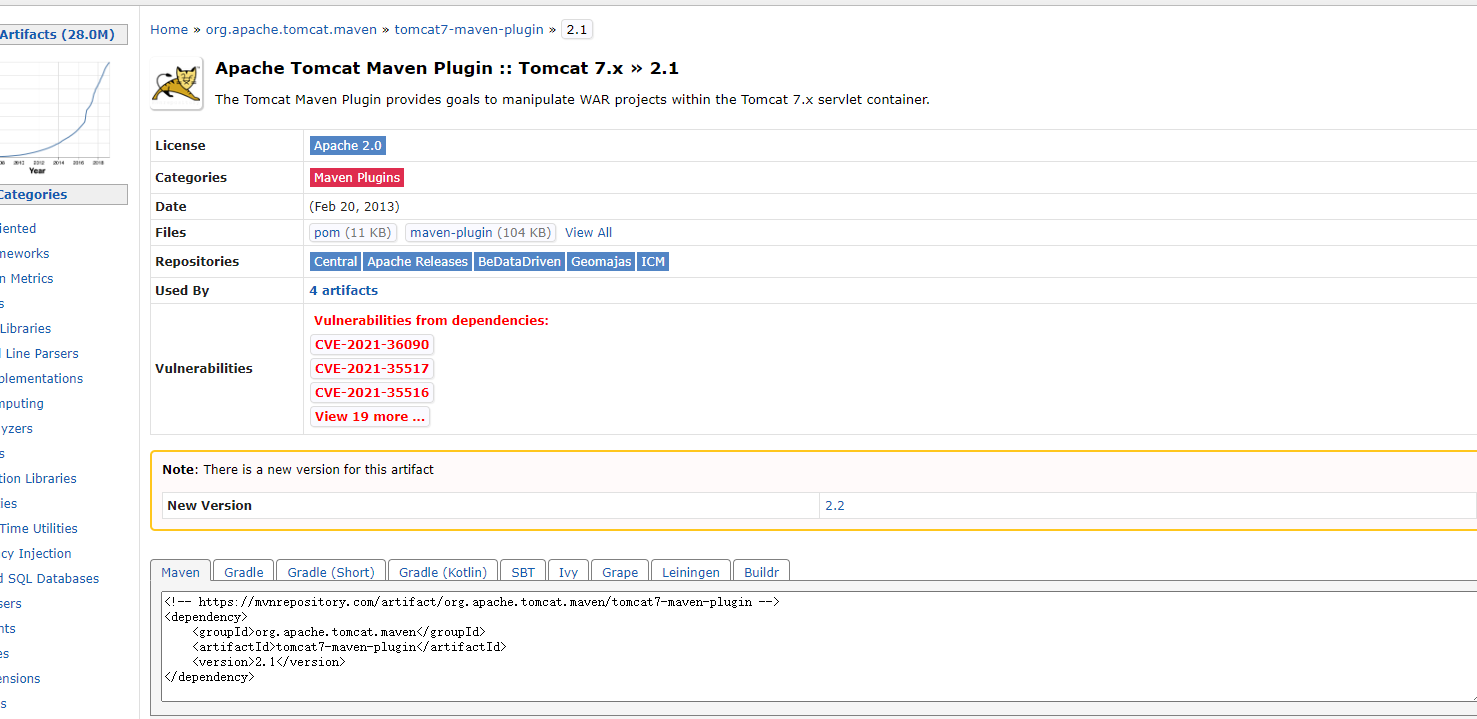 Artifacts (28.0M)
2012 2012 2014 2016 2018
Year
Categories
iented
meworks
n Metrics
s
Libraries
l Line Parsers
plementations
mputing
yzers
s
tion Libraries
ies
Time Utilities
cy Injection
d SQL Databases
sers
nts
es
ensions
s
Home » org.apache.tomcat.maven » tomcat7-maven-plugin » 2.1
Apache Tomcat Maven Plugin :: Tomcat 7.x » 2.1
The Tomcat Maven Plugin provides goals to manipulate WAR projects within the Tomcat 7.x servlet container.
License Apache 2.0
Categories Maven Plugins
Date (Feb 20, 2013)
Files pom (11 KB) maven-plugin (104 KB) View All
Repositories Central Apache Releases BeDataDriven Geomajas ICM
Used By 4 artifacts
Vulnerabilities Vulnerabilities from dependencies:
CVE-2021-36090
CVE-2021-35517
CVE-2021-35516
View 19 more ...
Note: There is a new version for this artifact
New Version 2.2
Maven Gradle Gradle (Short) Gradle (Kotlin) SBT Ivy Grape Leiningen Buildr
<!-- https://mvnrepository.com/artifact/org.apache.tomcat.maven/tomcat7-maven-plugin -->
<dependency>
    <groupId>org.apache.tomcat.maven</groupId>
    <artifactId>tomcat7-maven-plugin</artifactId>
    <version>2.1</version>
</dependency>